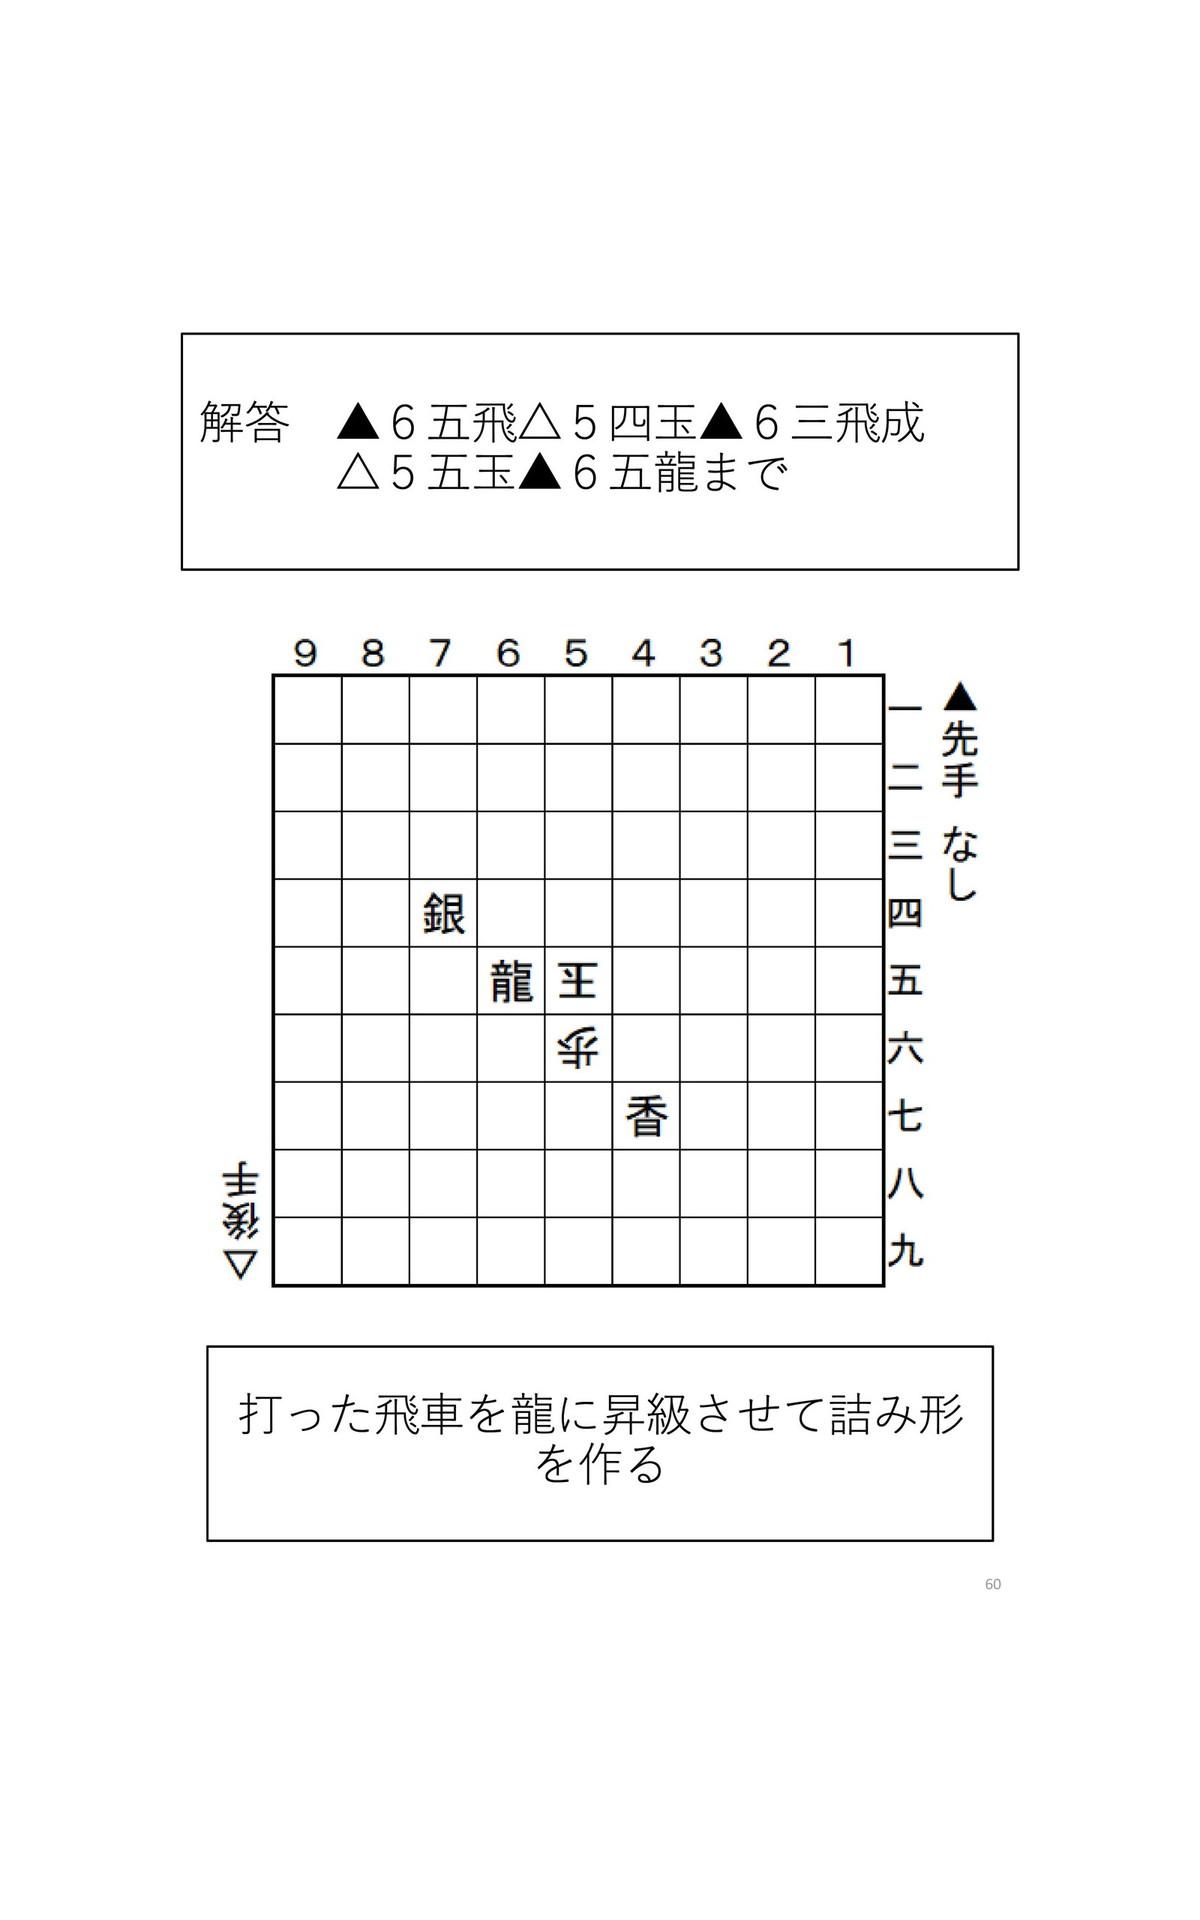 解答　▲６五飛△５四玉▲６三飛成
△５五玉▲６五龍まで
9 8 7 6 5 4 3 2 1
一
二
三
銀 四
龍 王 五
歩 六
香 七
八
九
▲先手 なし
△後手
打った飛車を龍に昇級させて詰み形
を作る
60